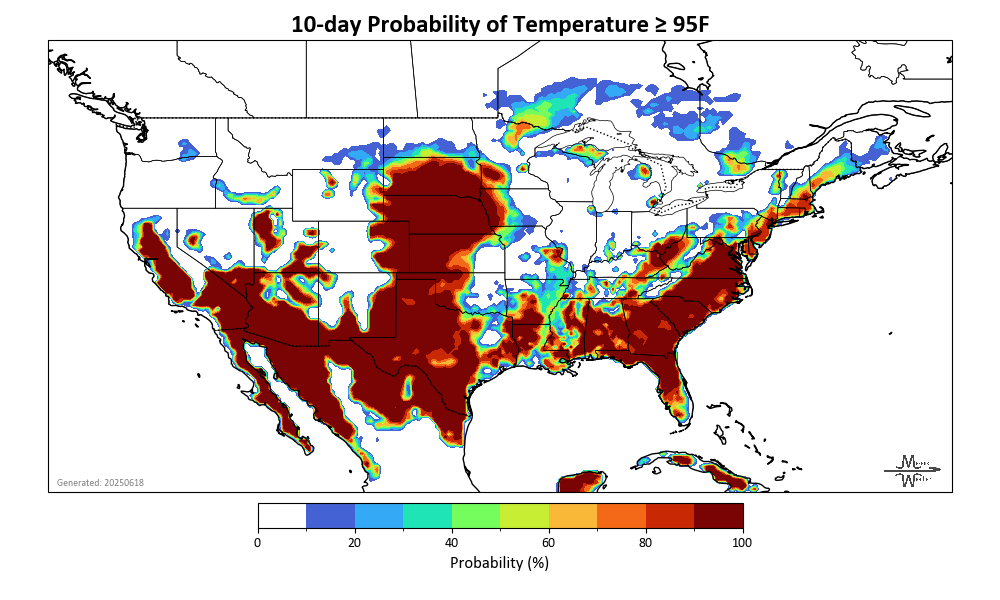 10-day Probability of Temperature ≥ 95F
Generated: 20250618
0 20 40 60 80 100
Probability (%)